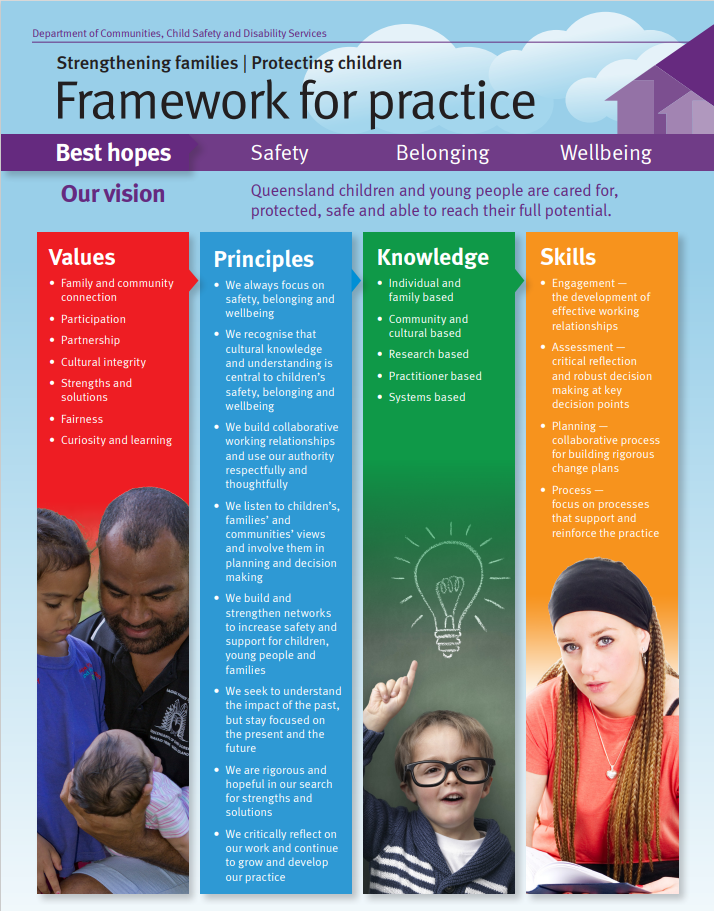 Department of Communities, Child Safety and Disability Services
Strengthening families | Protecting children
Framework for practice
Best hopes
Safety
Belonging
Wellbeing
Our vision
Queensland children and young people are cared for,
protected, safe and able to reach their full potential.
Values
• Family and community
connection
• Participation
• Partnership
• Cultural integrity
• Strengths and
solutions
• Fairness
• Curiosity and learning
Principles
• We always focus on
safety, belonging and
wellbeing
• We recognise that
cultural knowledge
and understanding is
central to children's
safety, belonging and
wellbeing
• We build collaborative
working relationships
and use our authority
respectfully and
thoughtfully
• We listen to children's,
families' and
communities' views
and involve them in
planning and decision
making
• We build and
strengthen networks
to increase safety and
support for children,
young people and
families
• We seek to understand
the impact of the past,
but stay focused on
the present and the
future
• We are rigorous and
hopeful in our search
for strengths and
solutions
• We critically reflect on
our work and continue
to grow and develop
our practice
Knowledge
• Individual and
family based
• Community and
cultural based
• Research based
• Practitioner based
• Systems based
Skills
• Engagement —
the development of
effective working
relationships
• Assessment —
critical reflection
and robust decision
making at key
decision points
• Planning —
collaborative process
for building rigorous
change plans
• Process —
focus on processes
that support and
reinforce the practice